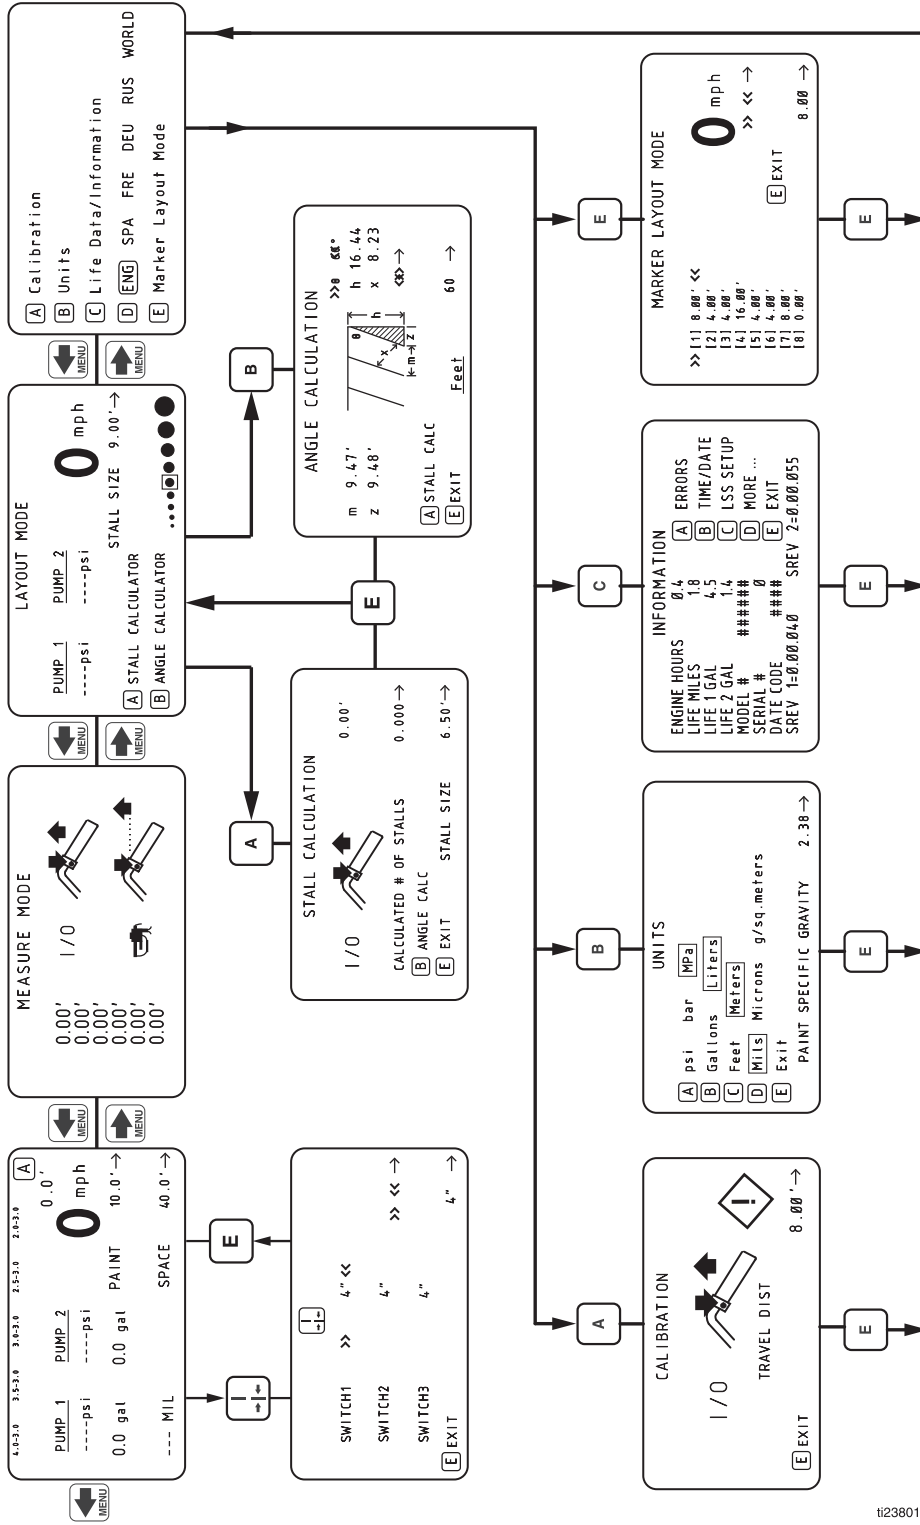 MENU
4.0-3.0 3.5-3.0 3.0-3.0 2.5-3.0 2.0-3.0
A
0.0'
PUMP 1 PUMP 2 0 mph
----psi ----psi
0.0 gal 0.0 gal PAINT 10.0'→
--- MIL SPACE 40.0'→
MENU
MENU
MEASURE MODE
0.00'
0.00'
0.00'
0.00'
0.00'
0.00'
I/O
MENU
MENU
LAYOUT MODE
PUMP 1 PUMP 2 0 mph
----psi ----psi
STALL SIZE 9.00'→
A STALL CALCULATOR
B ANGLE CALCULATOR
MENU
MENU
A Calibration
B Units
C Life Data/Information
D ENG SPA FRE DEU RUS WORLD
E Marker Layout Mode
E
SWITCH1 >> 4" <<
SWITCH2 4" >> << →
SWITCH3 4"
E EXIT 4" →
A
STALL CALCULATION
I/O 0.00'
CALCULATED # OF STALLS 0.000→
B ANGLE CALC
E EXIT STALL SIZE 6.50'→
E
B
ANGLE CALCULATION
m 9.47' h 16.44
z 9.48' x 8.23
θ h x m z
A STALL CALC
E EXIT Feet 60 →
A
CALIBRATION
I/O
TRAVEL DIST
E EXIT 8.00'→
E
B
UNITS
A psi bar MPa
B Gallons Liters
C Feet Meters
D Mils Microns g/sq.meters
E Exit
PAINT SPECIFIC GRAVITY 2.38→
E
C
INFORMATION
ENGINE HOURS 0.4 A ERRORS
LIFE MILES 1.8 B TIME/DATE
LIFE 1 GAL 4.5 C LSS SETUP
LIFE 2 GAL 1.4 D MORE ...
MODEL # ###### E EXIT
SERIAL # 0
DATE CODE ####
SREV 1=0.00.040 SREV 2=0.00.055
E
E
MARKER LAYOUT MODE
>> [1] 8.00' <<
[2] 4.00'
[3] 4.00'
[4] 16.00'
[5] 4.00'
[6] 4.00'
[7] 8.00'
[8] 0.00'
0 mph
>> << →
E EXIT
8.00 →
E
ti23801